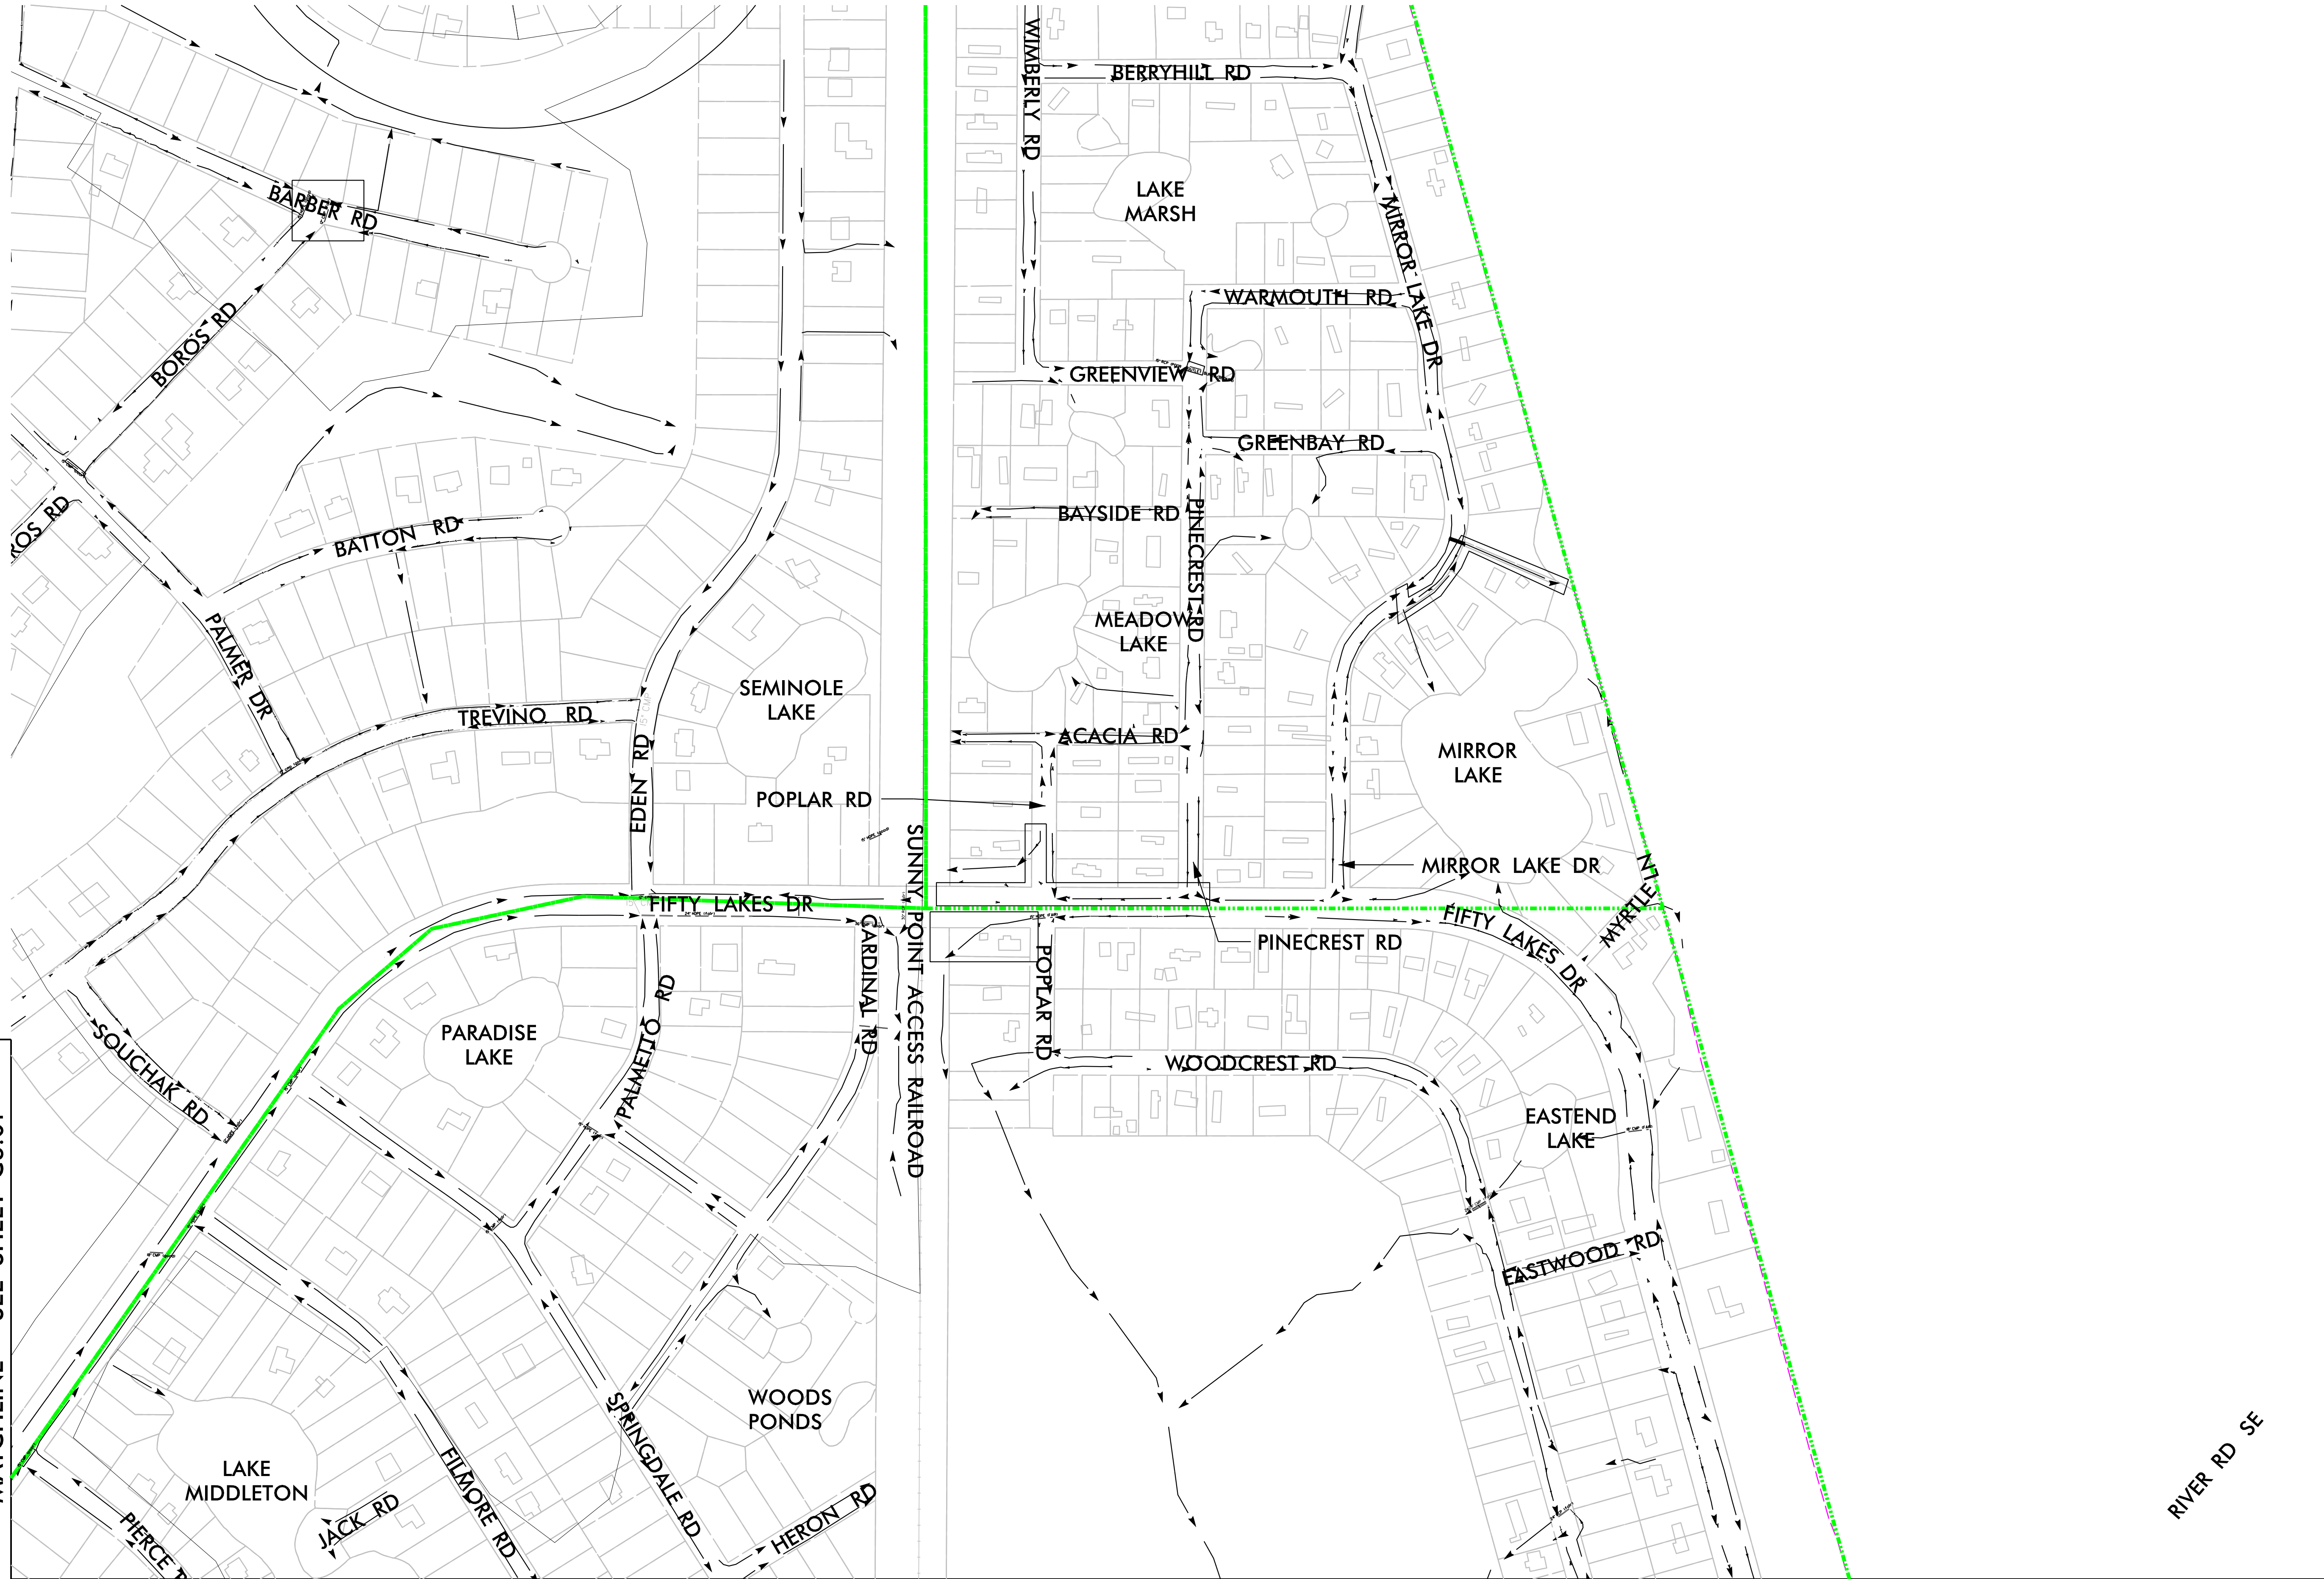 WIMBERLY RD
BERRYHILL RD
BARBER RD
LAKE
MARSH
MIRROR LAKE DR
WARMOUTH RD
BOROS RD
GREENVIEW RD
GREENBAY RD
BAYSIDE RD
PINECREST RD
BATTON RD
PALMER DR
MEADOW
LAKE
SEMINOLE
LAKE
TREVINO RD
EDEN RD
ACACIA RD
MIRROR
LAKE
POPLAR RD
SUNNY POINT ACCESS RAILROAD
MIRROR LAKE DR
MYRTLE LN
FIFTY LAKES DR
FIFTY LAKES DR
PINECREST RD
CARDINAL RD
POPLAR RD
PALMETTO RD
PARADISE
LAKE
SOUCHAK RD
WOODCREST RD
EASTEND
LAKE
EASTWOOD RD
WOODS
PONDS
SPRINGDALE RD
FILMORE RD
LAKE
MIDDLETON
JACK RD
HERON RD
PIERCE
RIVER RD SE